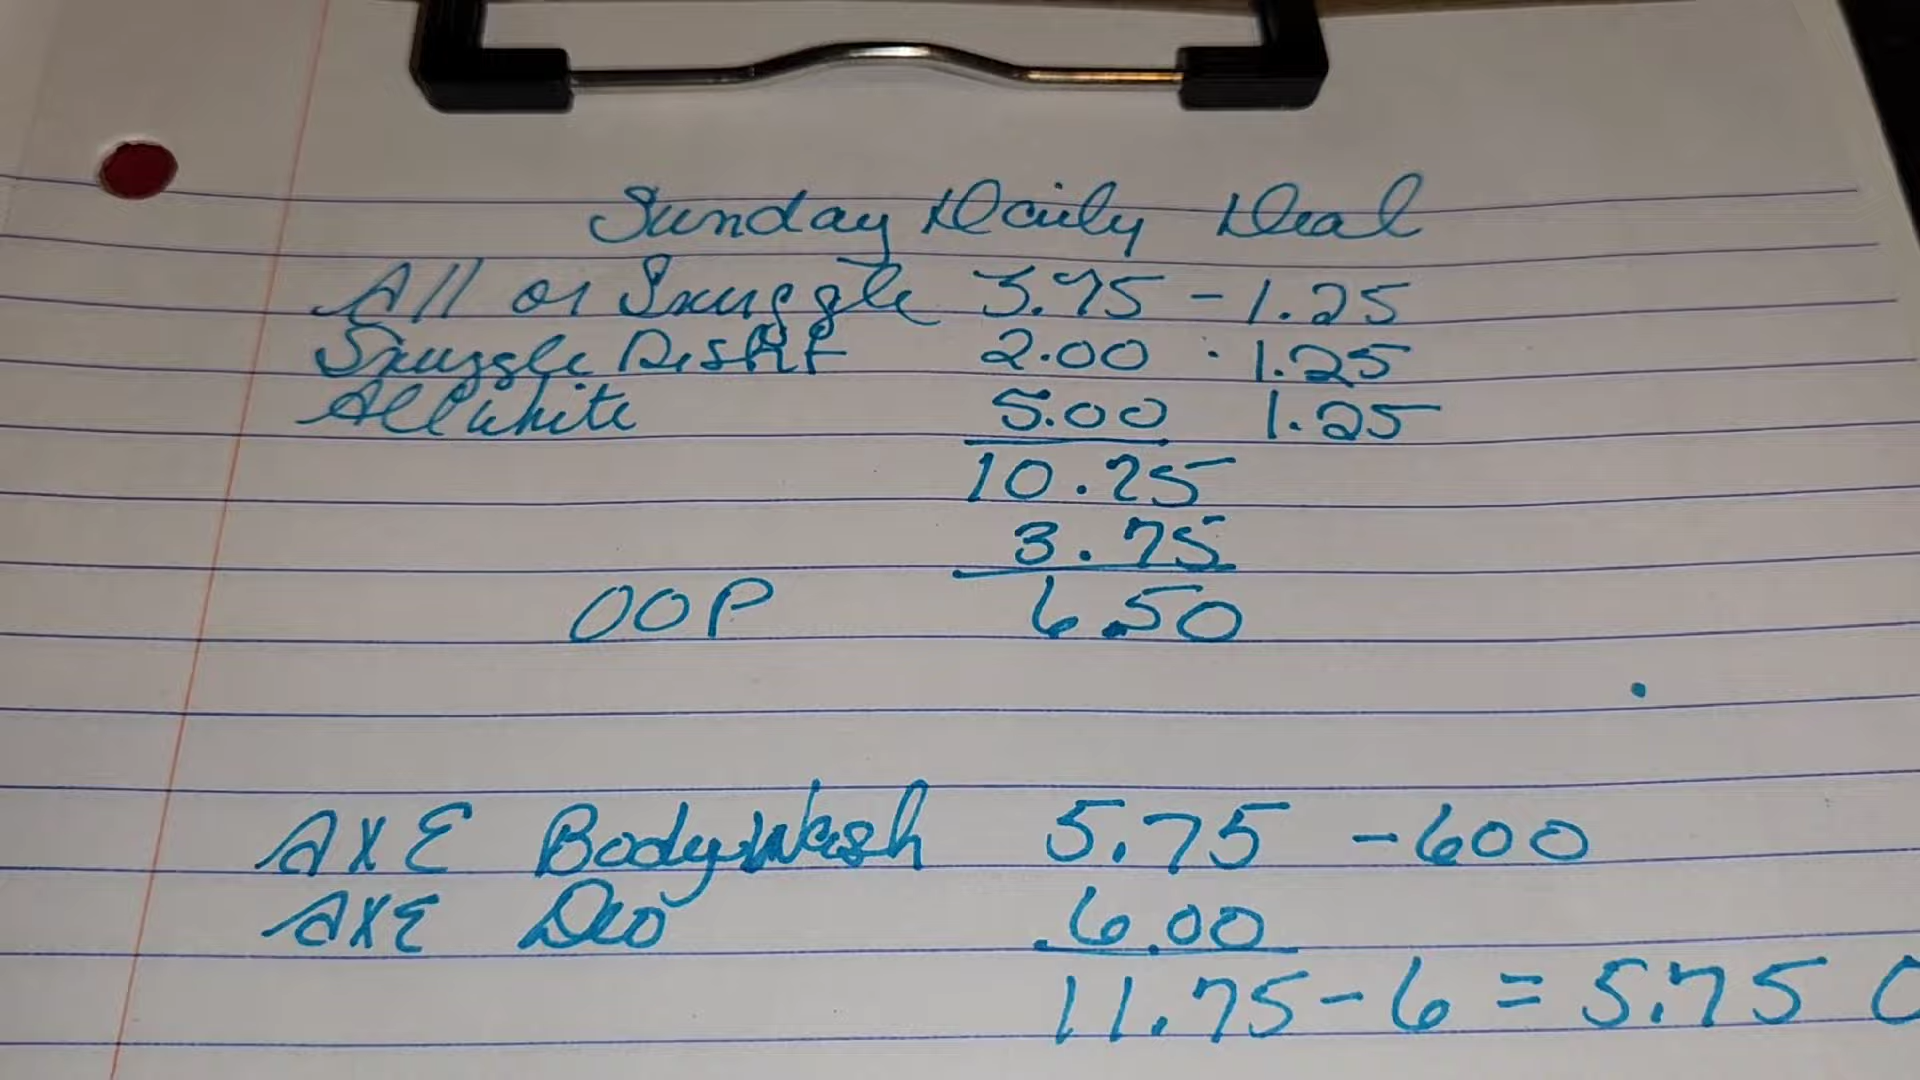 Sunday Daily Deal
All or Snuggle 3.75 - 1.25
Snuggle 2.00 · 1.25
All white 5.00 1.25
10.25
3.75
OOP 6.50
AXE Body Wash 5.75 - 600
AXE Deo 6.00
11.75 - 6 = 5.75